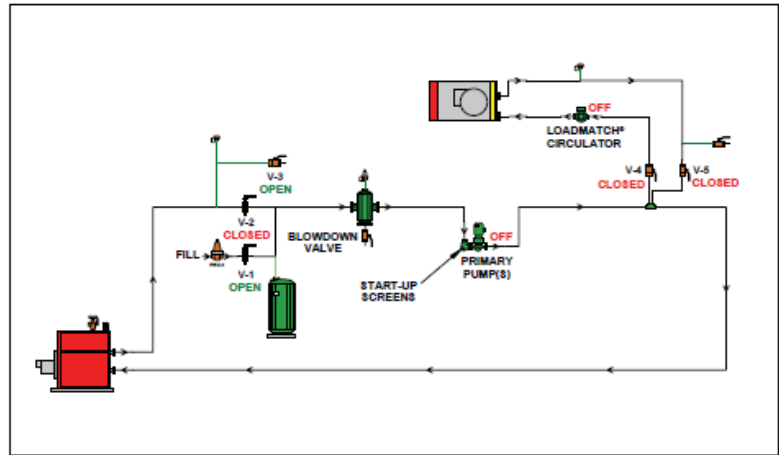 OFF
LOADMATCH®
CIRCULATOR
V-3
OPEN
V-4
CLOSED
V-5
CLOSED
V-2
CLOSED
BLOWDOWN
VALVE
OFF
FILL
V-1
OPEN
PRIMARY
PUMP(S)
START-UP
SCREENS